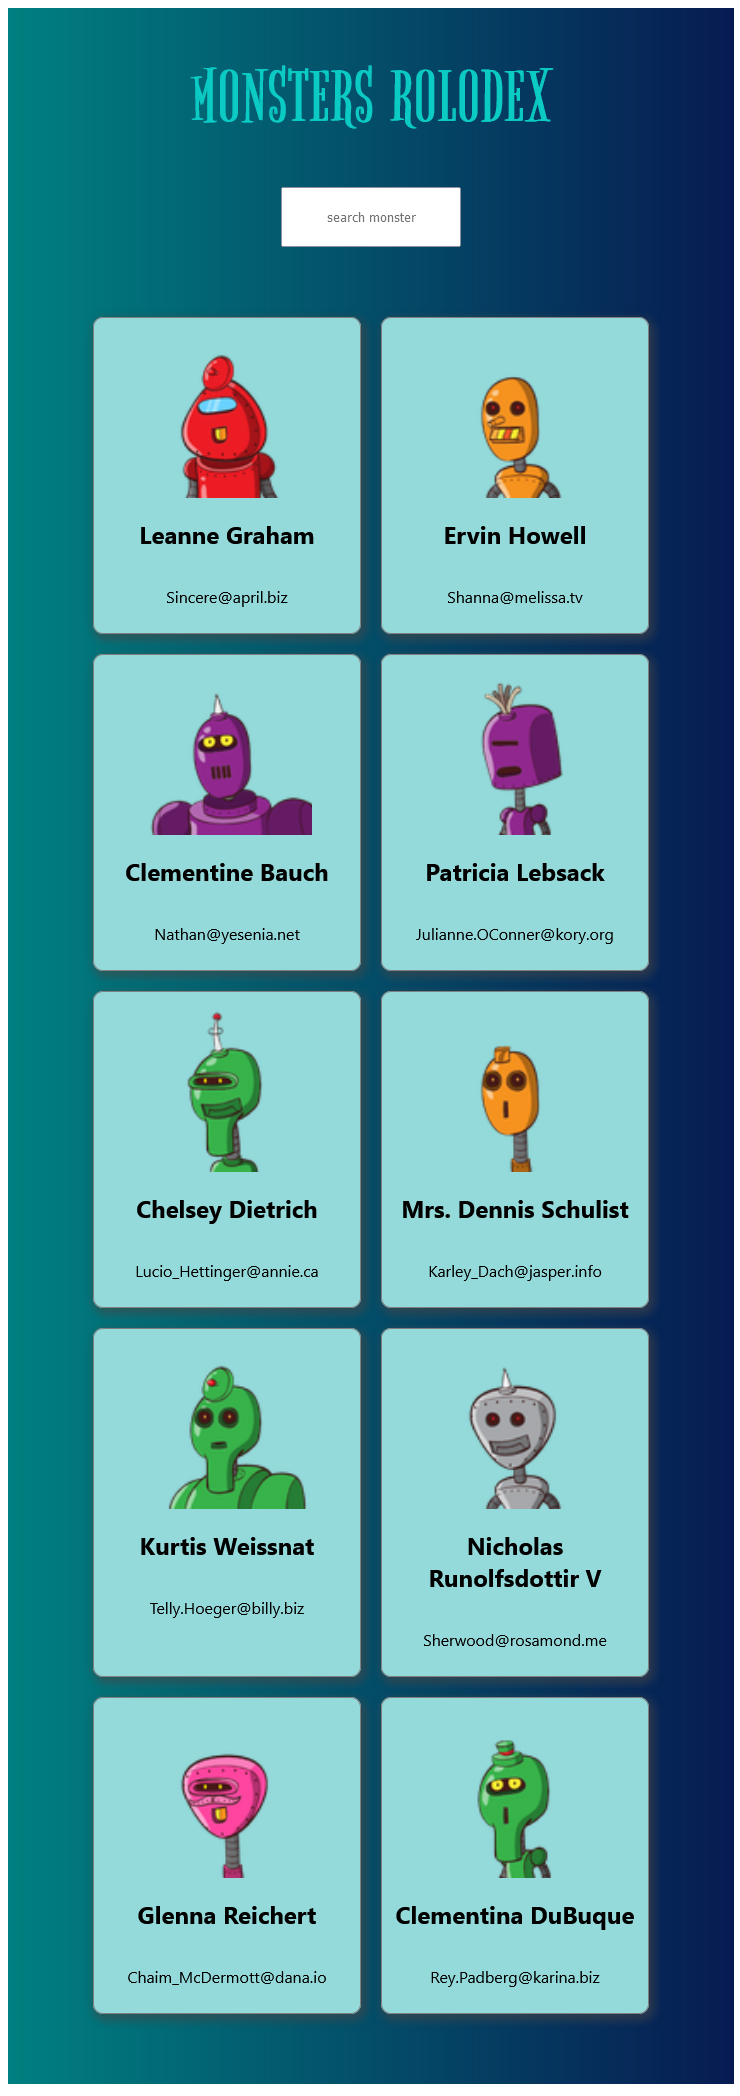 MONSTERS ROLODEX
search monster
Leanne Graham
Sincere@april.biz
Ervin Howell
Shanna@melissa.tv
Clementine Bauch
Nathan@yesenia.net
Patricia Lebsack
Julianne.OConner@kory.org
Chelsey Dietrich
Lucio_Hettinger@annie.ca
Mrs. Dennis Schulist
Karley_Dach@jasper.info
Kurtis Weissnat
Telly.Hoeger@billy.biz
Nicholas
Runolfsdottir V
Sherwood@rosamond.me
Glenna Reichert
Chaim_McDermott@dana.io
Clementina DuBuque
Rey.Padberg@karina.biz